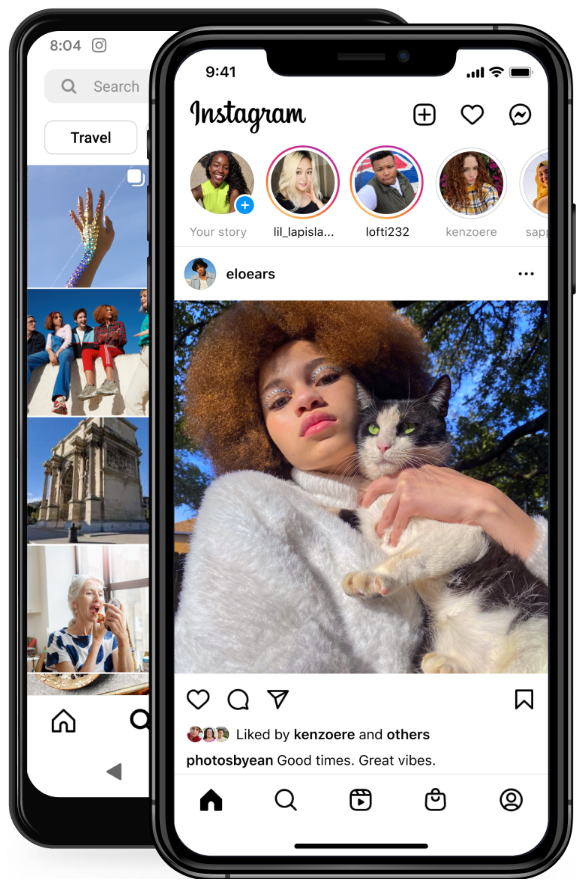 8:04
Search
Travel
9:41
Instagram
Your story
lil_lapisla...
lofti232
kenzoere
eloears
Liked by kenzoere and others
photosbyean Good times. Great vibes.